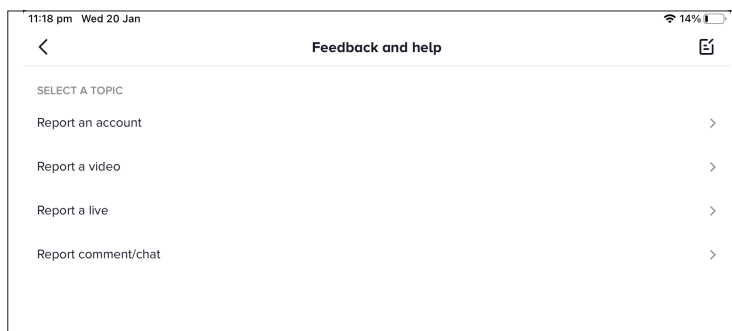 11:18 pm Wed 20 Jan 14%
Feedback and help
SELECT A TOPIC
Report an account
Report a video
Report a live
Report comment/chat